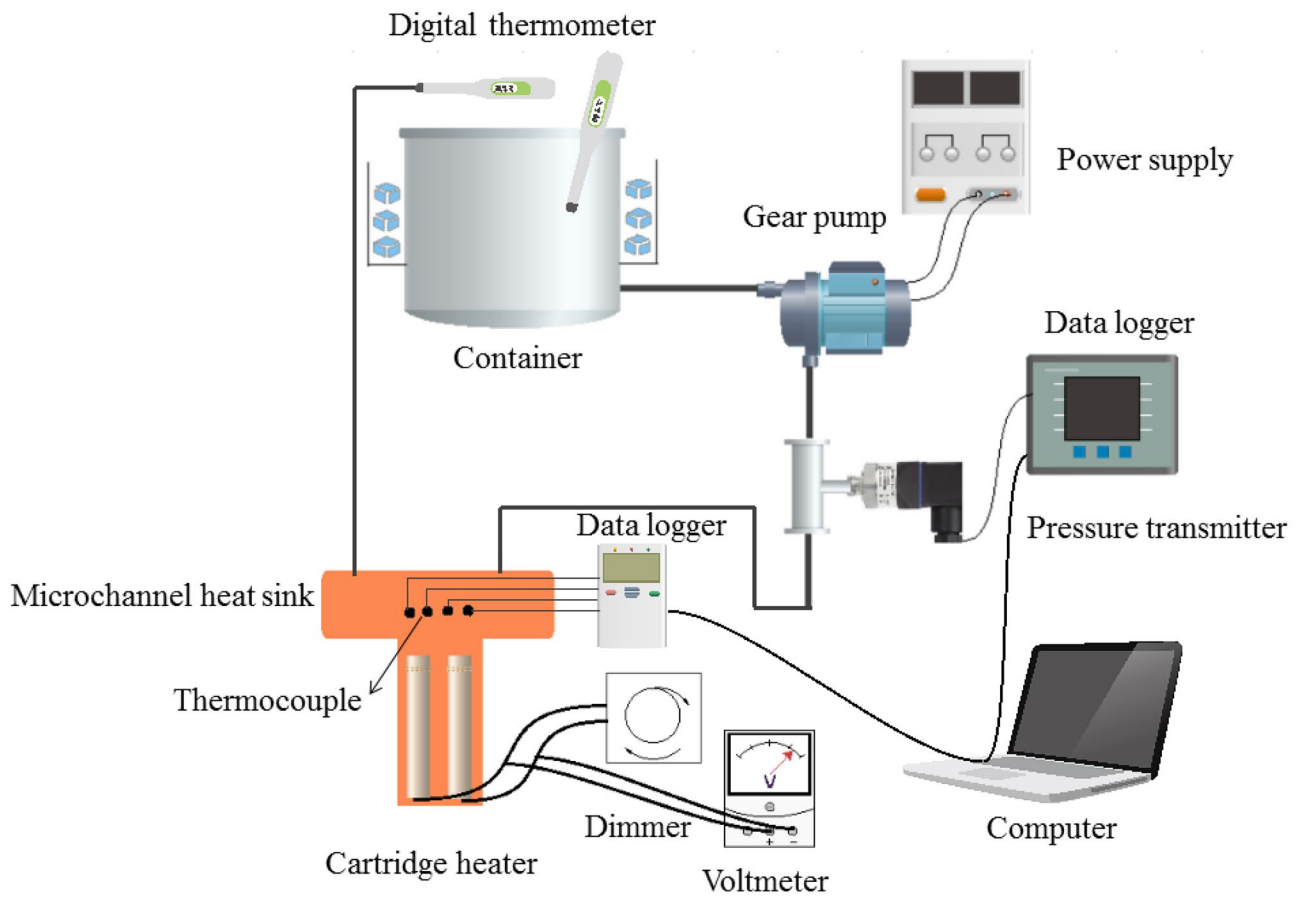 Digital thermometer
Power supply
Gear pump
Data logger
Container
Pressure transmitter
Data logger
Microchannel heat sink
Thermocouple
V
+ −
Dimmer
Computer
Cartridge heater
Voltmeter